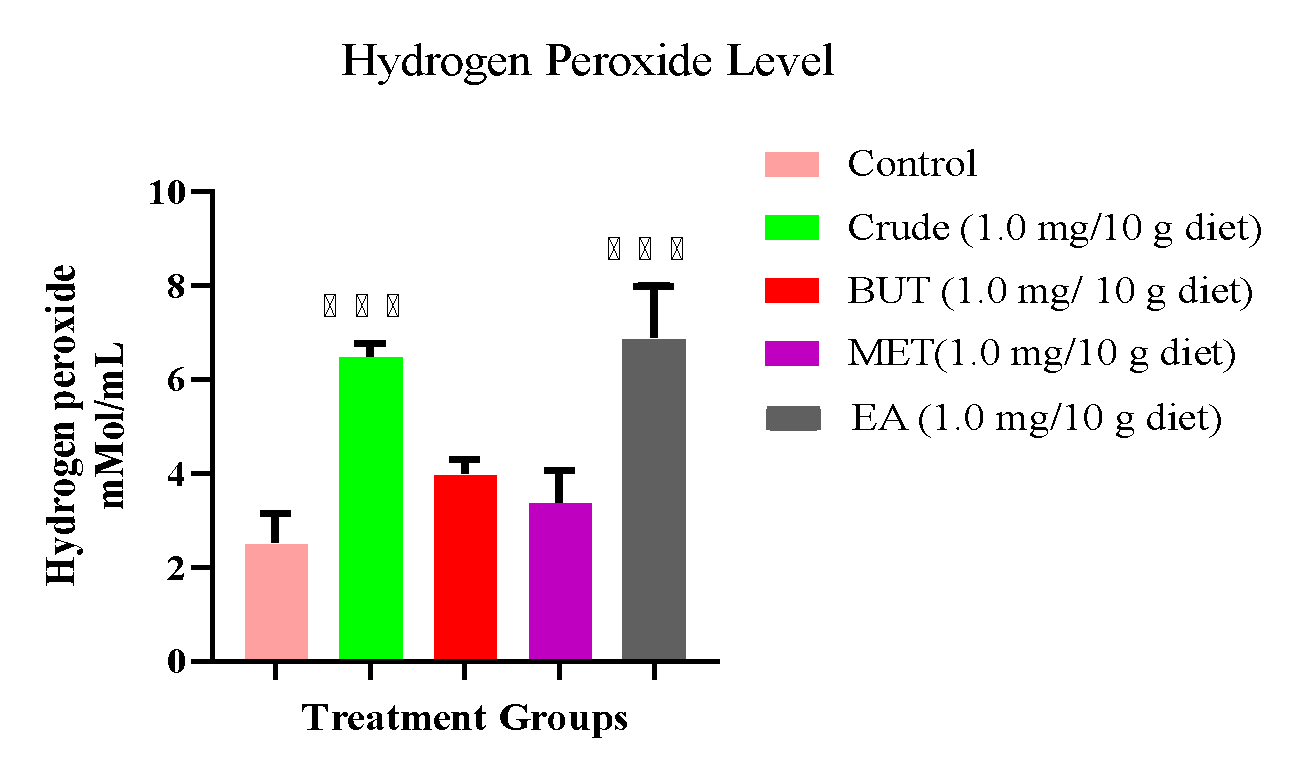 Hydrogen Peroxide Level
Hydrogen peroxide
mMol/mL
10
8
6
4
2
0
Treatment Groups
Control
Crude (1.0 mg/10 g diet)
BUT (1.0 mg/ 10 g diet)
MET(1.0 mg/10 g diet)
EA (1.0 mg/10 g diet)